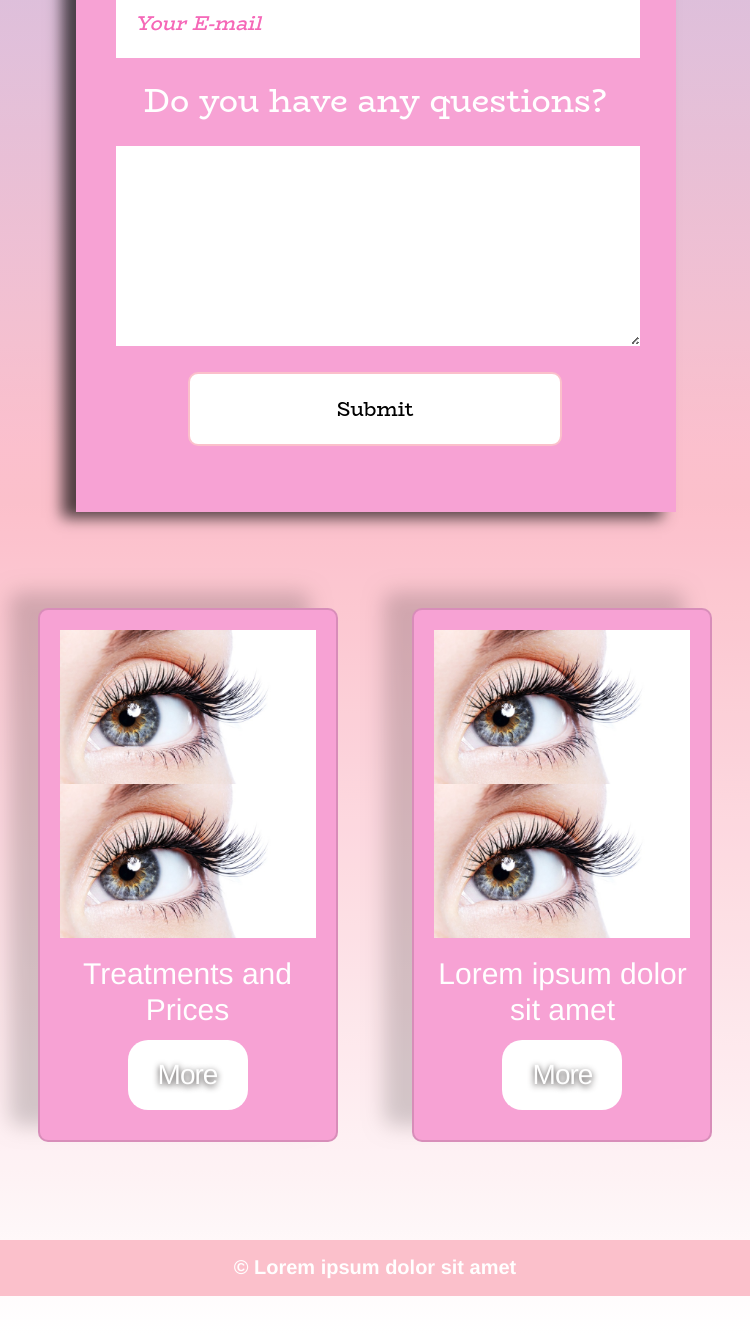 Your E-mail
Do you have any questions?
Submit
Treatments and
Prices
More
Lorem ipsum dolor
sit amet
More
© Lorem ipsum dolor sit amet